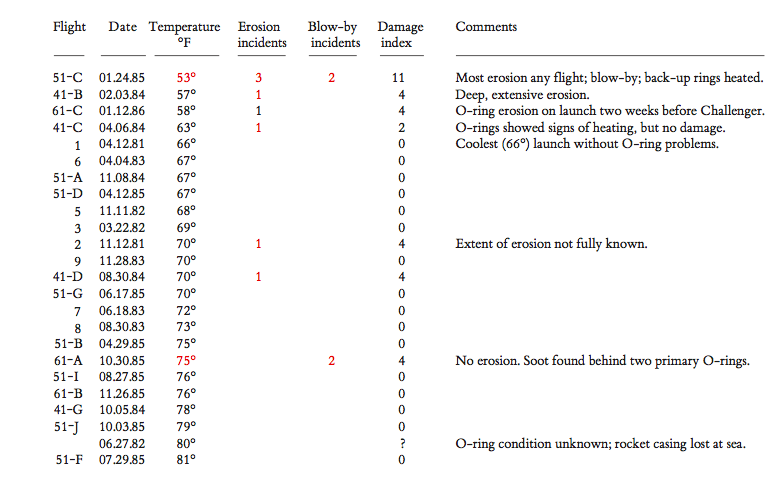 Flight Date Temperature °F Erosion incidents Blow-by incidents Damage index Comments
51-C 01.24.85 53° 3 2 11 Most erosion any flight; blow-by; back-up rings heated.
41-B 02.03.84 57° 1 4 Deep, extensive erosion.
61-C 01.12.86 58° 1 4 O-ring erosion on launch two weeks before Challenger.
41-C 04.06.84 63° 1 2 O-rings showed signs of heating, but no damage.
1 04.12.81 66° 0 Coolest (66°) launch without O-ring problems.
6 04.04.83 67° 0
51-A 11.08.84 67° 0
51-D 04.12.85 67° 0
5 11.11.82 68° 0
3 03.22.82 69° 0
2 11.12.81 70° 1 4 Extent of erosion not fully known.
9 11.28.83 70° 0
41-D 08.30.84 70° 1 4
51-G 06.17.85 70° 0
7 06.18.83 72° 0
8 08.30.83 73° 0
51-B 04.29.85 75° 0
61-A 10.30.85 75° 2 4 No erosion. Soot found behind two primary O-rings.
51-I 08.27.85 76° 0
61-B 11.26.85 76° 0
41-G 10.05.84 78° 0
51-J 10.03.85 79° 0
06.27.82 80° ? O-ring condition unknown; rocket casing lost at sea.
51-F 07.29.85 81° 0